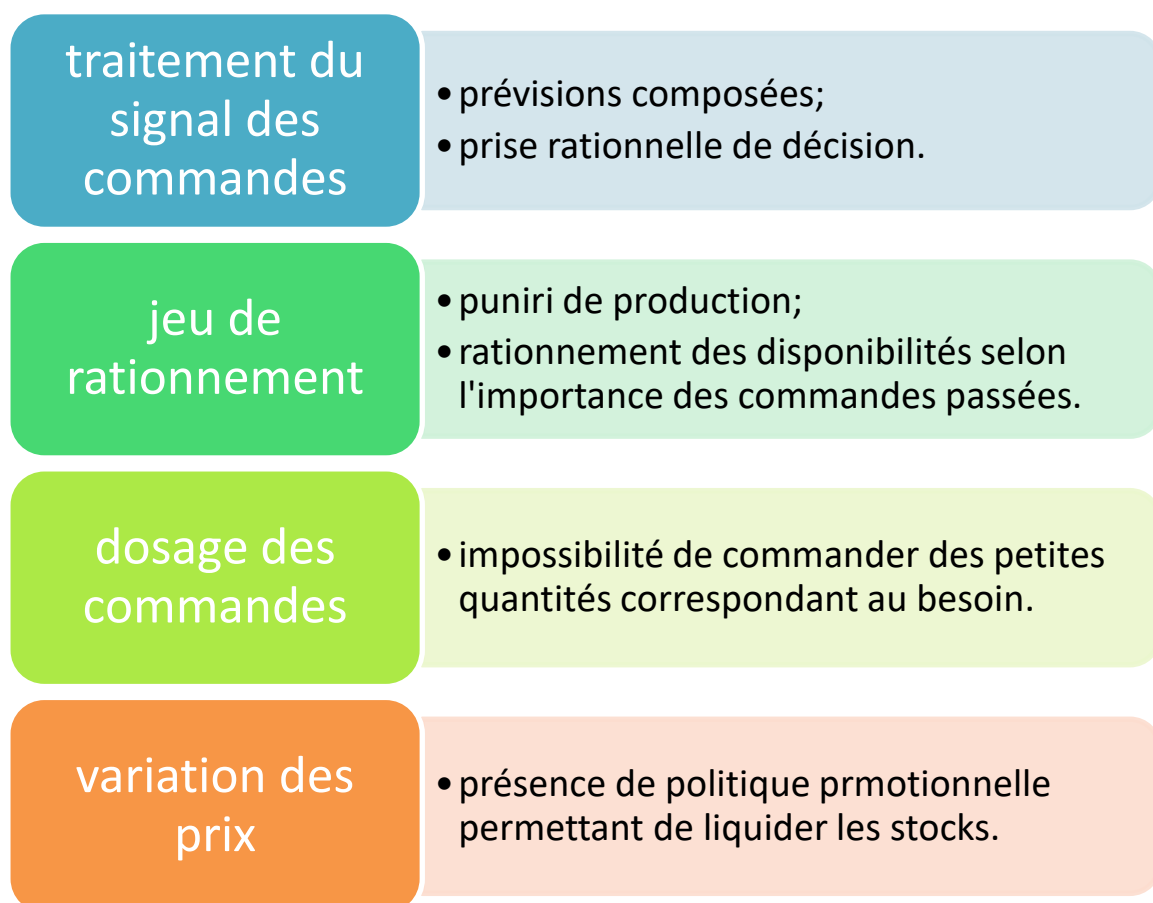 traitement du
signal des
commandes
• prévisions composées;
• prise rationnelle de décision.
jeu de
rationnement
• puniri de production;
• rationnement des disponibilités selon
l'importance des commandes passées.
dosage des
commandes
• impossibilité de commander des petites
quantités correspondant au besoin.
variation des
prix
• présence de politique prmotionnelle
permettant de liquider les stocks.